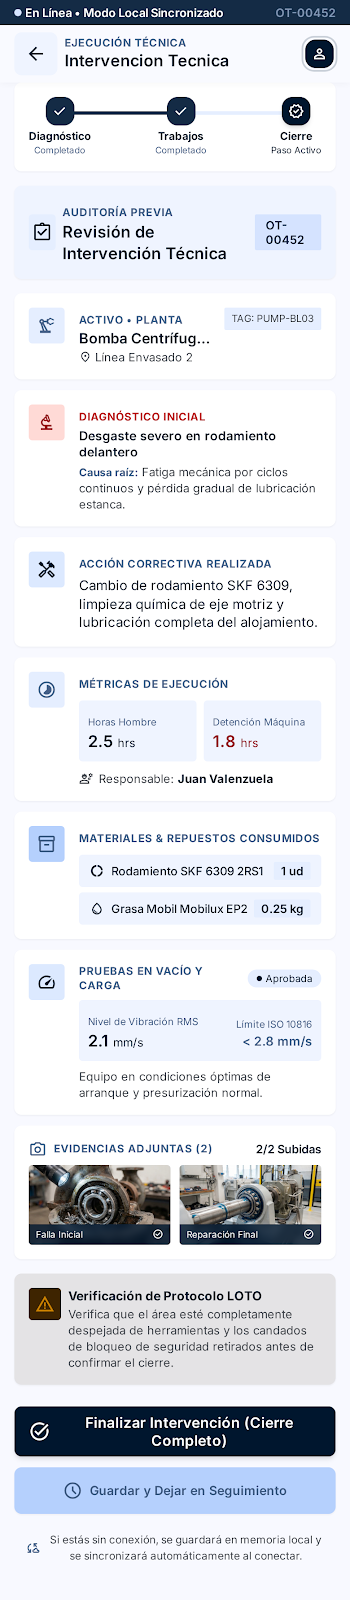 En Línea • Modo Local Sincronizado
OT-00452
EJECUCIÓN TÉCNICA
Intervencion Tecnica
Diagnóstico
Completado
Trabajos
Completado
Cierre
Paso Activo
AUDITORÍA PREVIA
Revisión de
Intervención Técnica
OT-
00452
ACTIVO • PLANTA
TAG: PUMP-BL03
Bomba Centrífug...
Línea Envasado 2
DIAGNÓSTICO INICIAL
Desgaste severo en rodamiento
delantero
Causa raíz: Fatiga mecánica por ciclos
continuos y pérdida gradual de lubricación
estanca.
ACCIÓN CORRECTIVA REALIZADA
Cambio de rodamiento SKF 6309,
limpieza química de eje motriz y
lubricación completa del alojamiento.
MÉTRICAS DE EJECUCIÓN
Horas Hombre
2.5 hrs
Detención Máquina
1.8 hrs
Responsable: Juan Valenzuela
MATERIALES & REPUESTOS CONSUMIDOS
Rodamiento SKF 6309 2RS1
1 ud
Grasa Mobil Mobilux EP2
0.25 kg
PRUEBAS EN VACÍO Y
CARGA
Aprobada
Nivel de Vibración RMS
2.1 mm/s
Límite ISO 10816
< 2.8 mm/s
Equipo en condiciones óptimas de
arranque y presurización normal.
EVIDENCIAS ADJUNTAS (2)
2/2 Subidas
Falla Inicial
Reparación Final
Verificación de Protocolo LOTO
Verifica que el área esté completamente
despejada de herramientas y los candados
de bloqueo de seguridad retirados antes de
confirmar el cierre.
Finalizar Intervención (Cierre
Completo)
Guardar y Dejar en Seguimiento
Si estás sin conexión, se guardará en memoria local y
se sincronizará automáticamente al conectar.